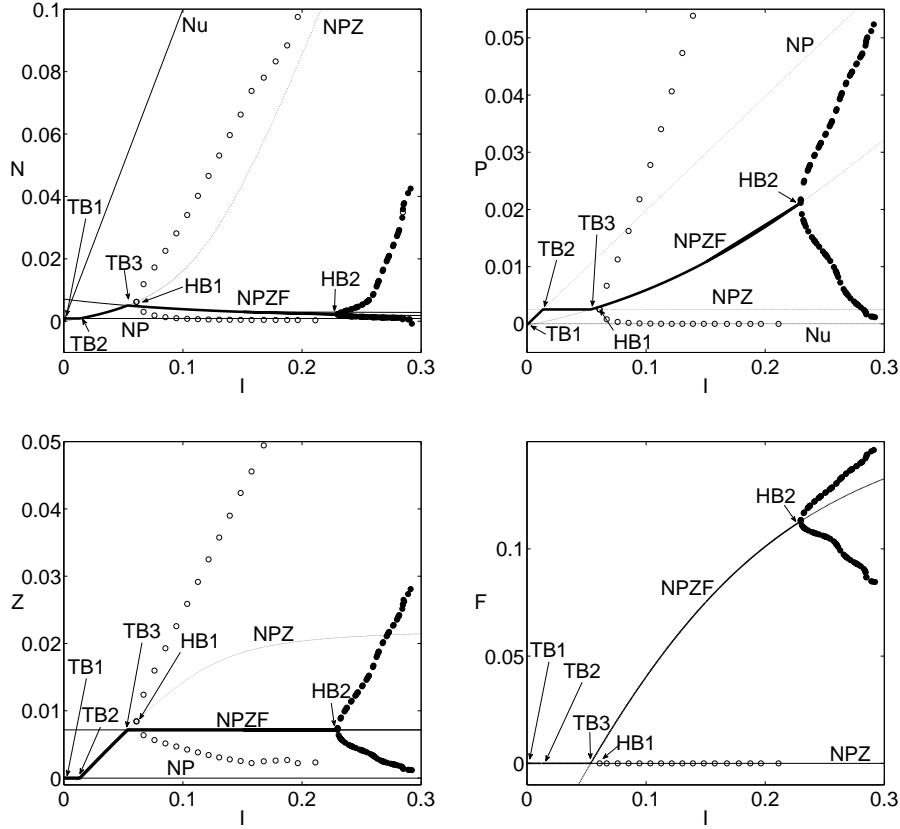 0.1
0.08
0.06
0.04
0.02
0
N
0
0.1
0.2
0.3
I
Nu
NPZ
TB1
TB3
HB1
NPZF
HB2
NP
TB2
0.05
0.04
0.03
0.02
0.01
0
P
0
0.1
0.2
0.3
I
NP
HB2
TB2
TB3
NPZF
NPZ
TB1
HB1
Nu
0.05
0.04
0.03
0.02
0.01
0
Z
0
0.1
0.2
0.3
I
TB3
HB1
NPZ
TB1
TB2
HB2
NPZF
NP
0.1
0.05
0
F
0
0.1
0.2
0.3
I
HB2
NPZF
TB1
TB2
TB3
HB1
NPZ